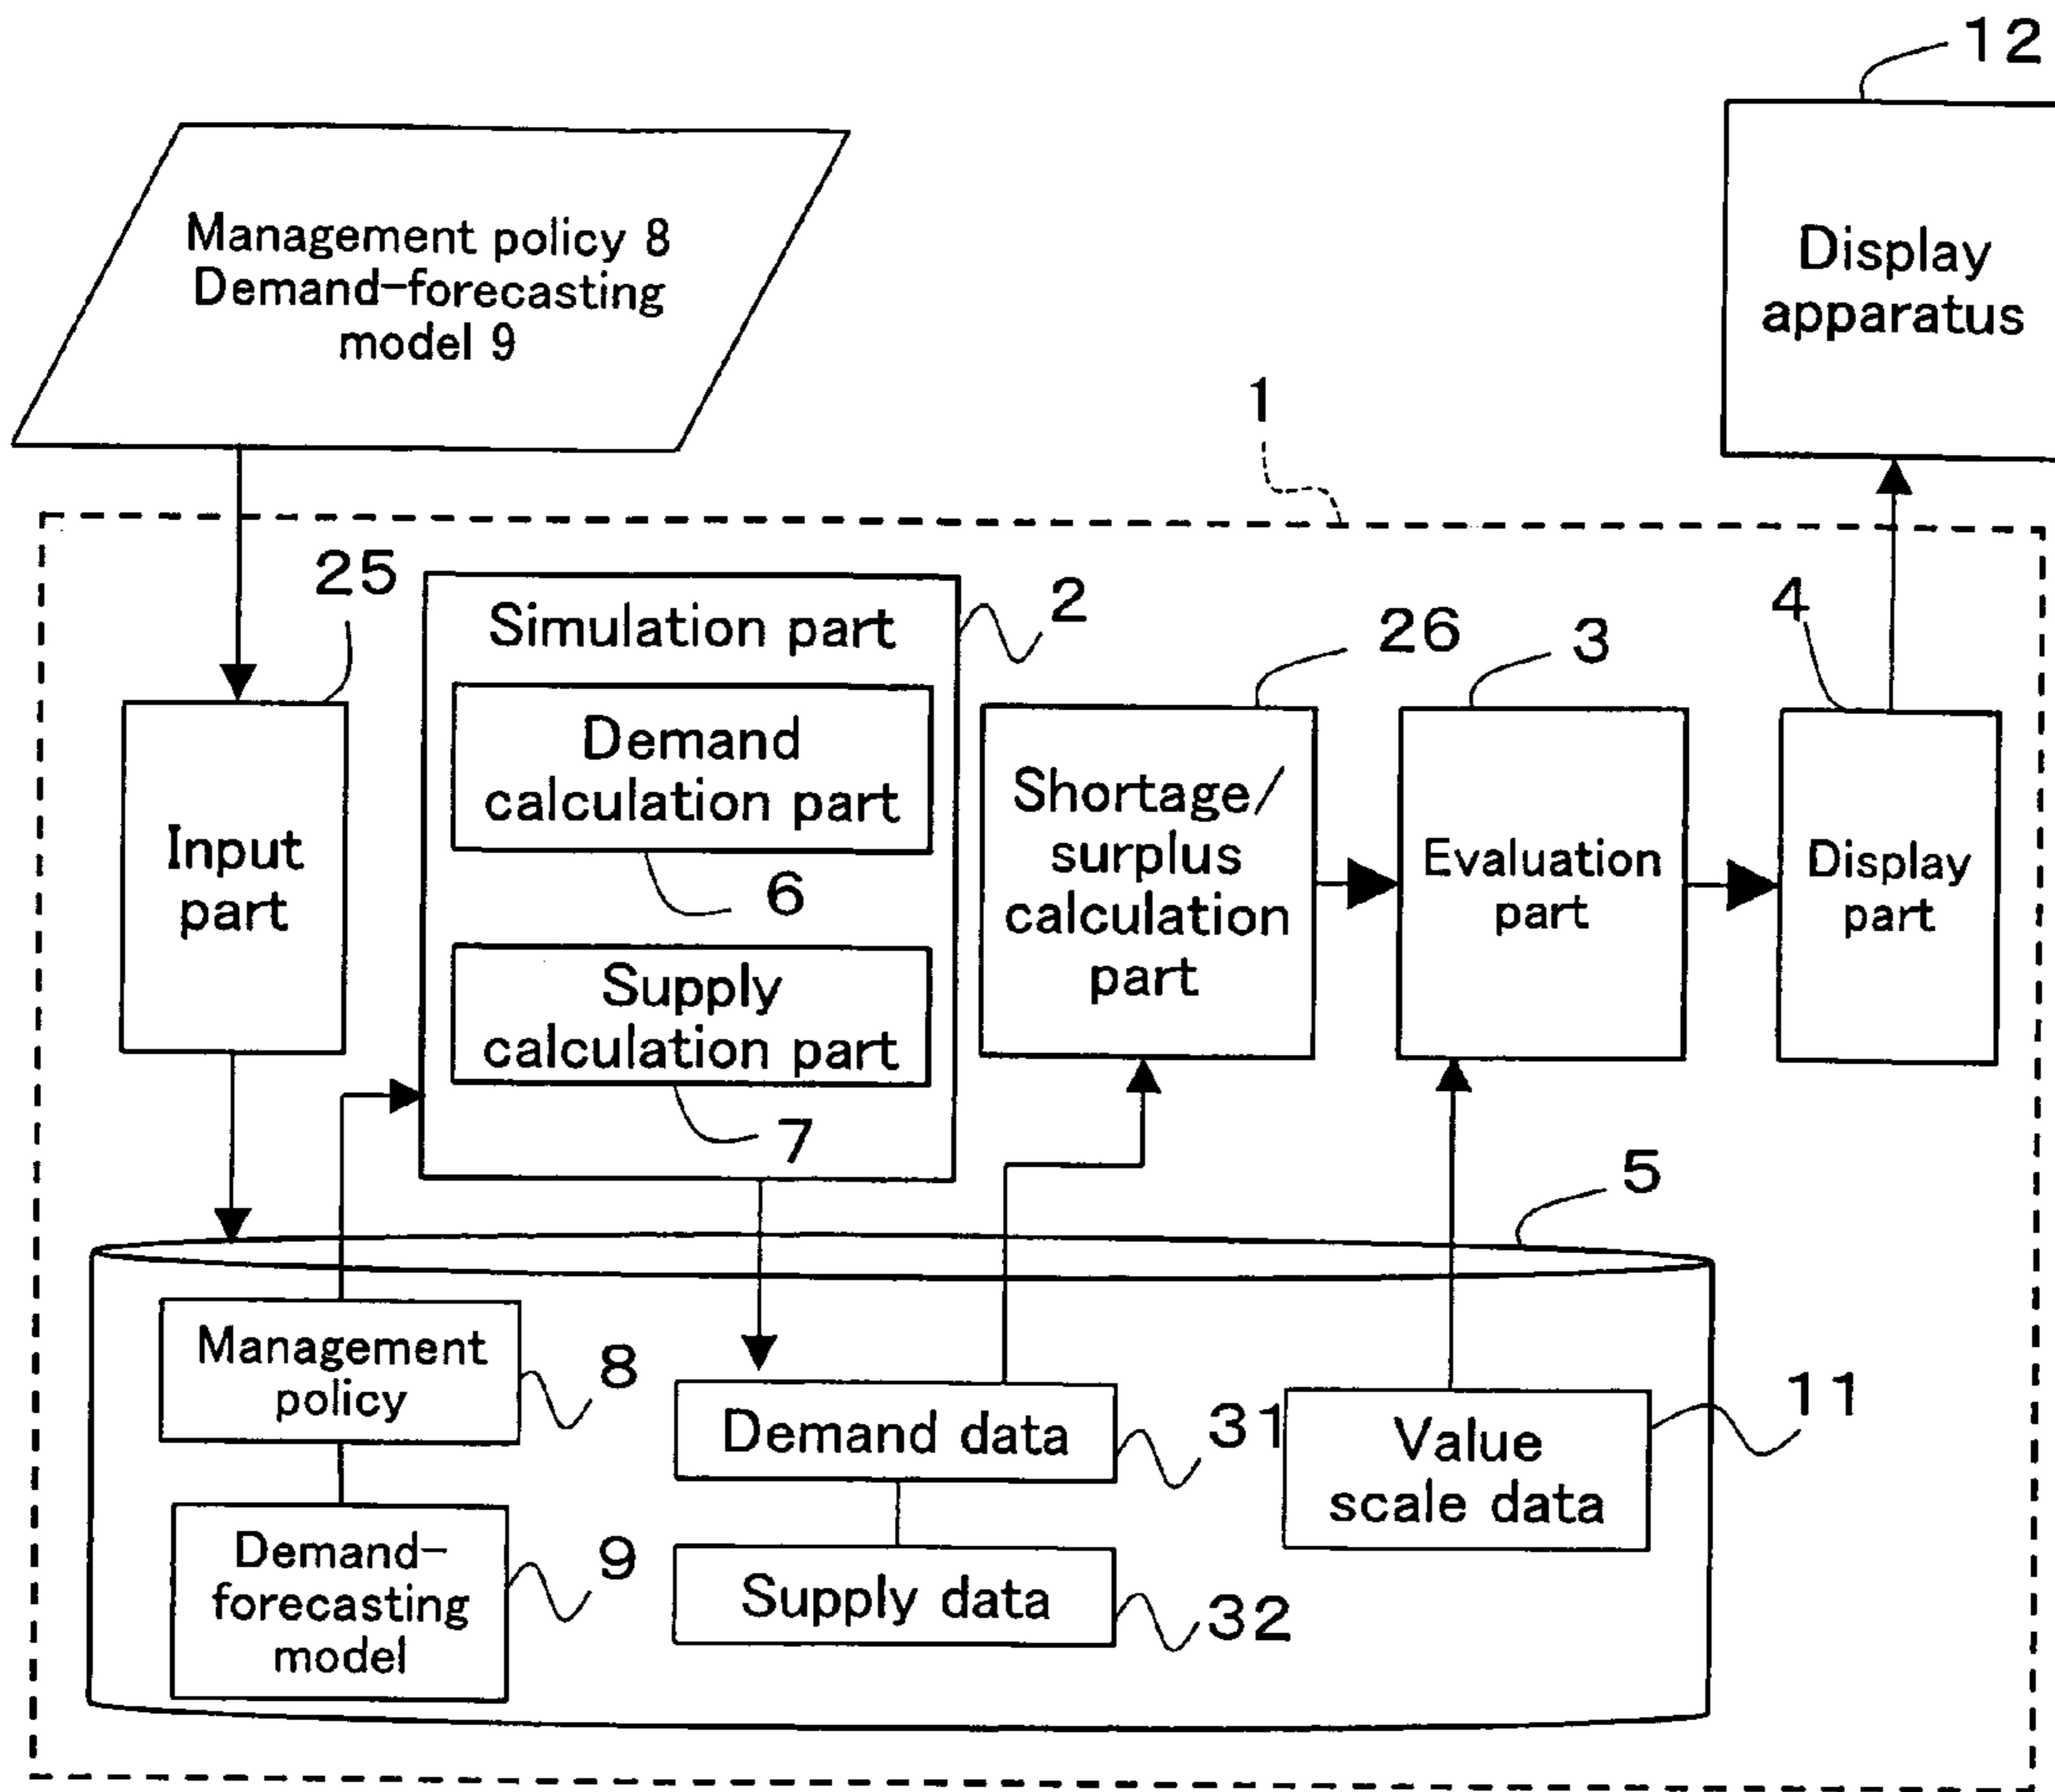 12
Management policy 8
Demand-forecasting
model 9
Display
apparatus
1
25
Simulation part
2
26
3
4
Demand
calculation part
6
Input
part
Shortage/
surplus
calculation
part
Evaluation
part
Display
part
Supply
calculation part
7
5
Management
policy
8
Demand data
31
Value
scale data
11
Demand-
forecasting
model
9
Supply data
32